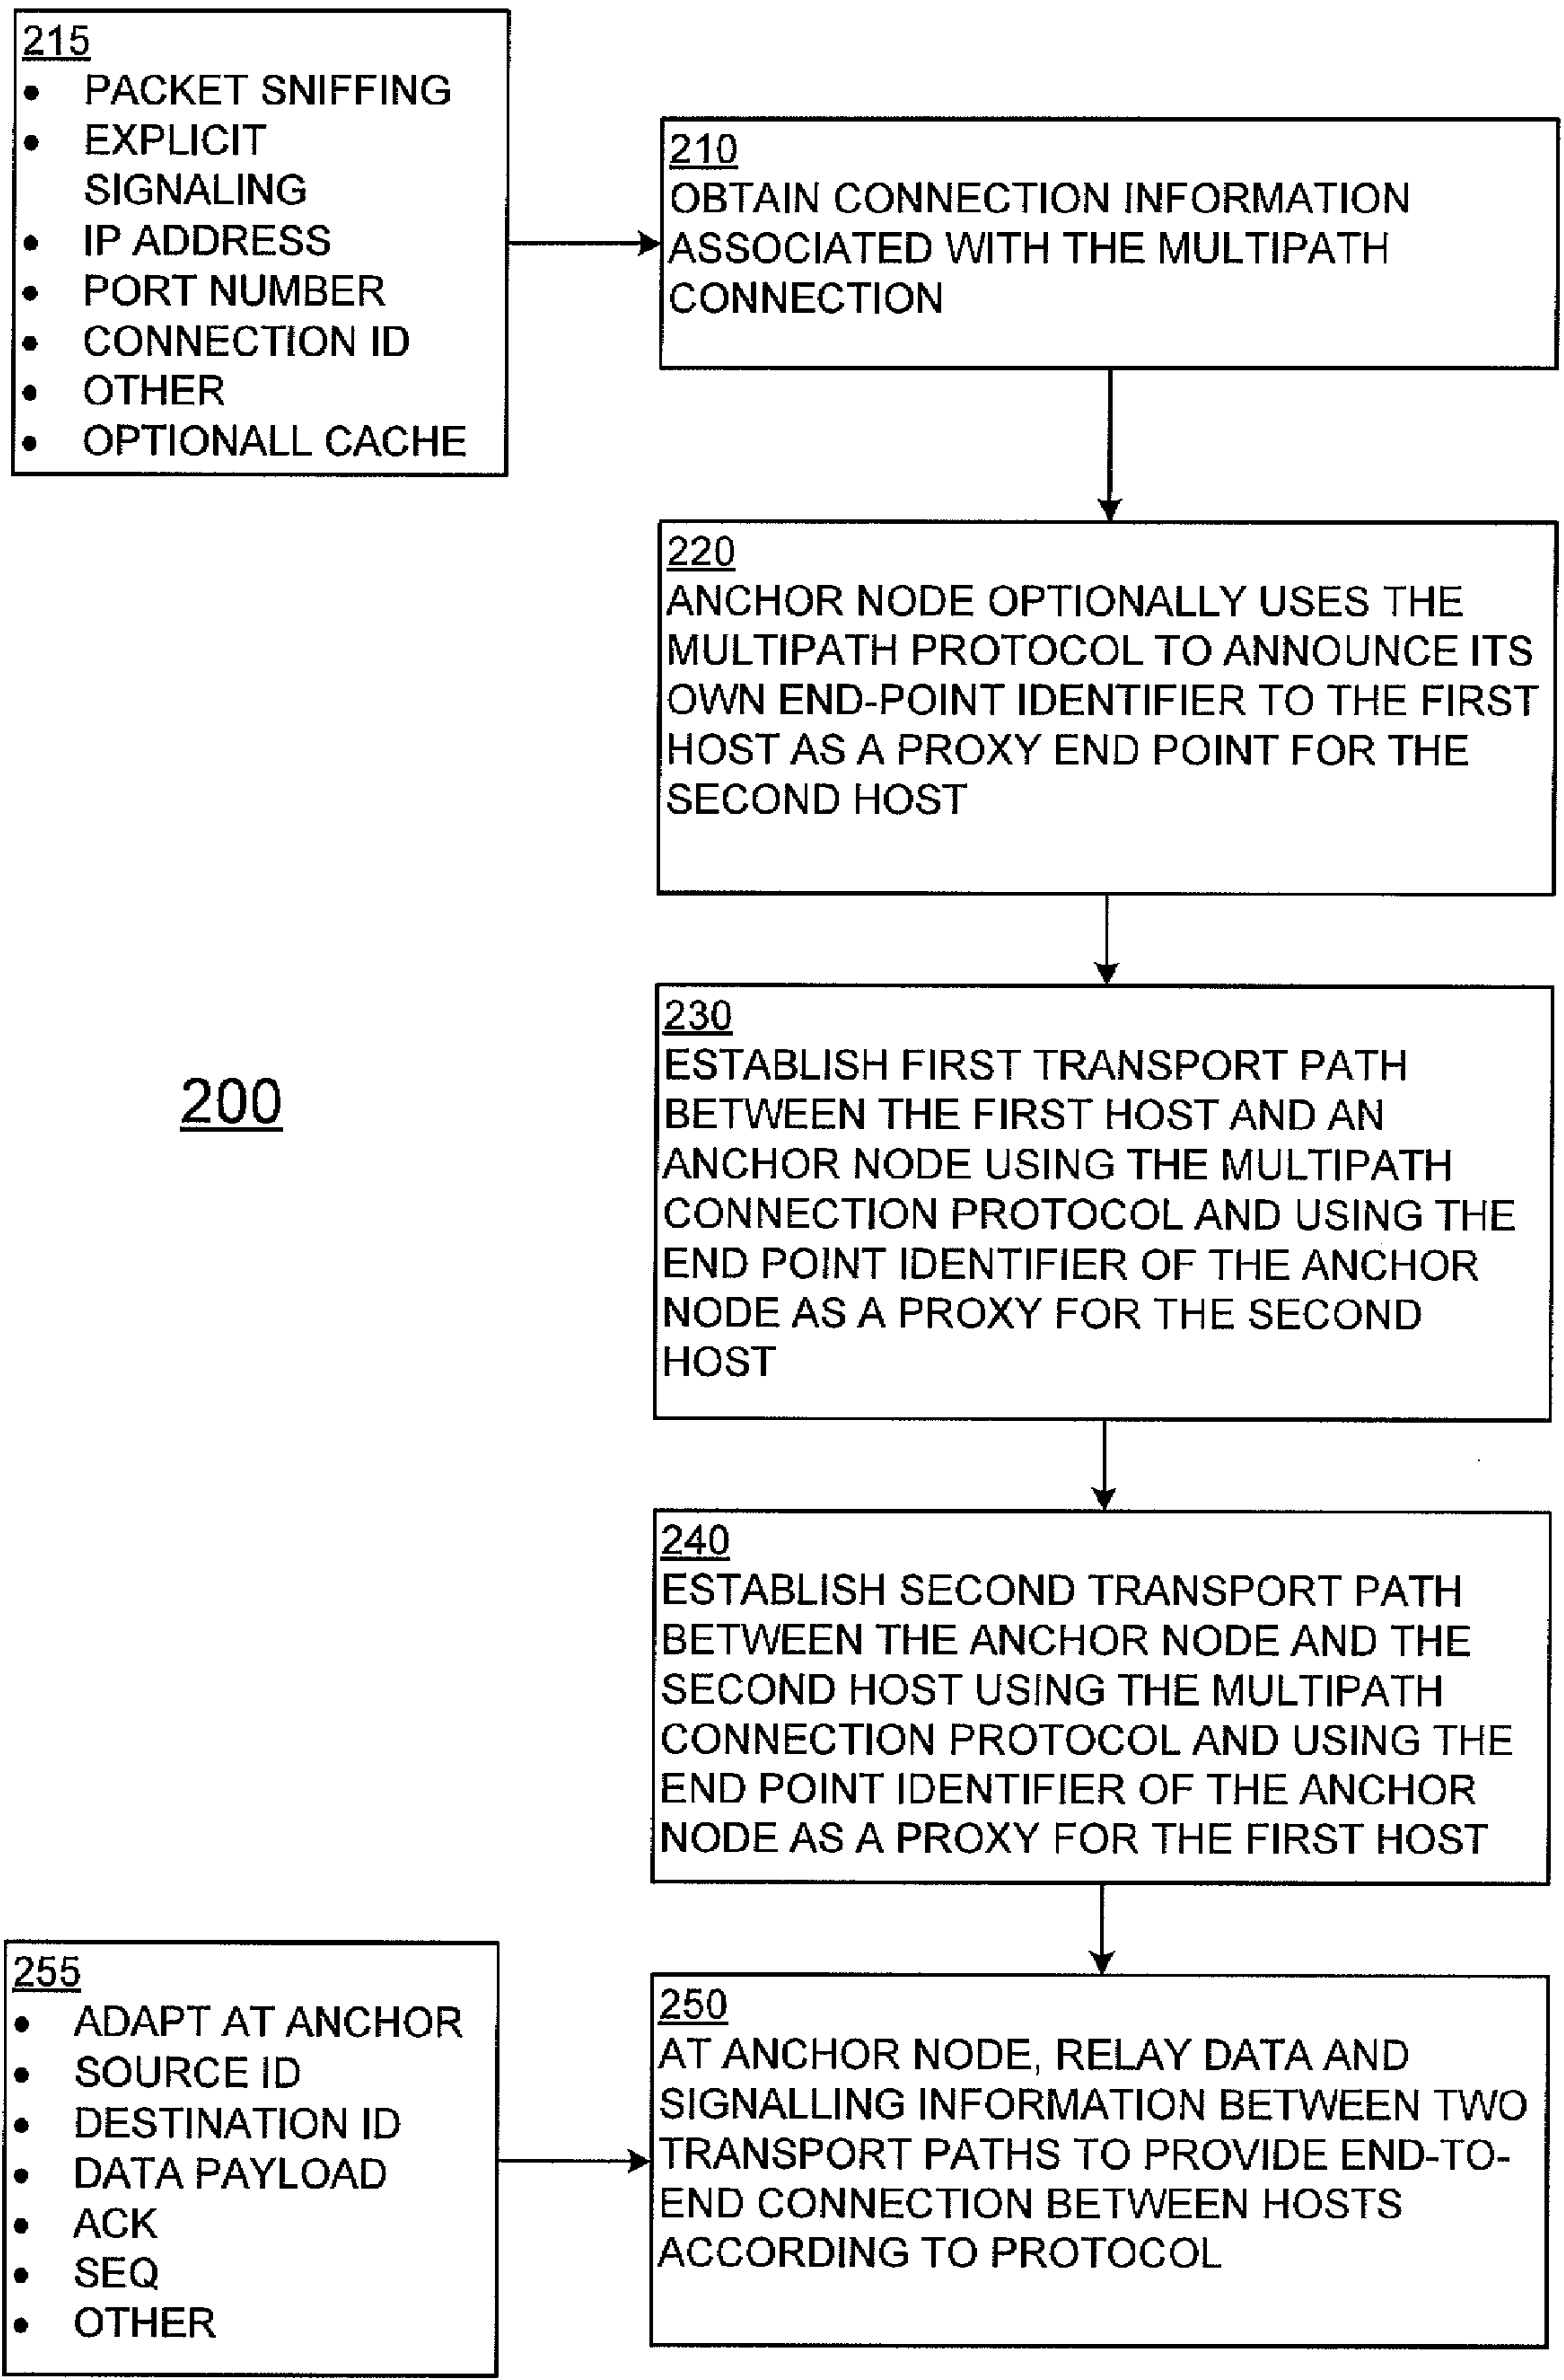 215
• PACKET SNIFFING
• EXPLICIT
SIGNALING
• IP ADDRESS
• PORT NUMBER
• CONNECTION ID
• OTHER
• OPTIONALL CACHE
210
OBTAIN CONNECTION INFORMATION
ASSOCIATED WITH THE MULTIPATH
CONNECTION
220
ANCHOR NODE OPTIONALLY USES THE
MULTIPATH PROTOCOL TO ANNOUNCE ITS
OWN END-POINT IDENTIFIER TO THE FIRST
HOST AS A PROXY END POINT FOR THE
SECOND HOST
200
230
ESTABLISH FIRST TRANSPORT PATH
BETWEEN THE FIRST HOST AND AN
ANCHOR NODE USING THE MULTIPATH
CONNECTION PROTOCOL AND USING THE
END POINT IDENTIFIER OF THE ANCHOR
NODE AS A PROXY FOR THE SECOND
HOST
240
ESTABLISH SECOND TRANSPORT PATH
BETWEEN THE ANCHOR NODE AND THE
SECOND HOST USING THE MULTIPATH
CONNECTION PROTOCOL AND USING THE
END POINT IDENTIFIER OF THE ANCHOR
NODE AS A PROXY FOR THE FIRST HOST
255
• ADAPT AT ANCHOR
• SOURCE ID
• DESTINATION ID
• DATA PAYLOAD
• ACK
• SEQ
• OTHER
250
AT ANCHOR NODE, RELAY DATA AND
SIGNALLING INFORMATION BETWEEN TWO
TRANSPORT PATHS TO PROVIDE END-TO-
END CONNECTION BETWEEN HOSTS
ACCORDING TO PROTOCOL